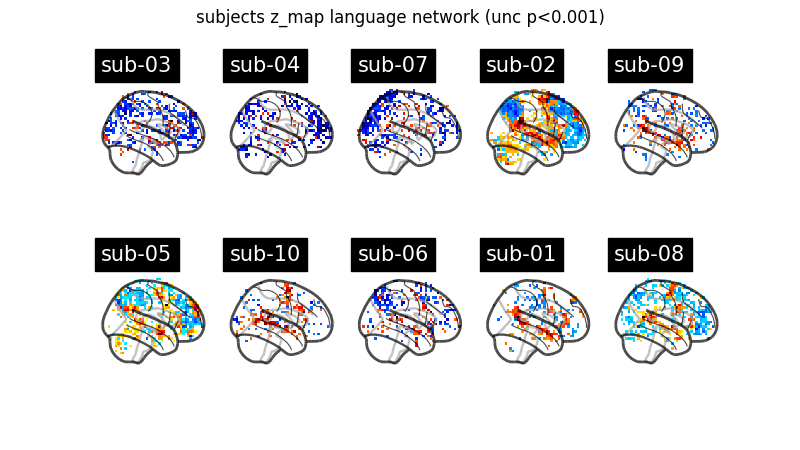 subjects z_map language network (unc p<0.001)
sub-03
sub-04
sub-07
sub-02
sub-09
sub-05
sub-10
sub-06
sub-01
sub-08